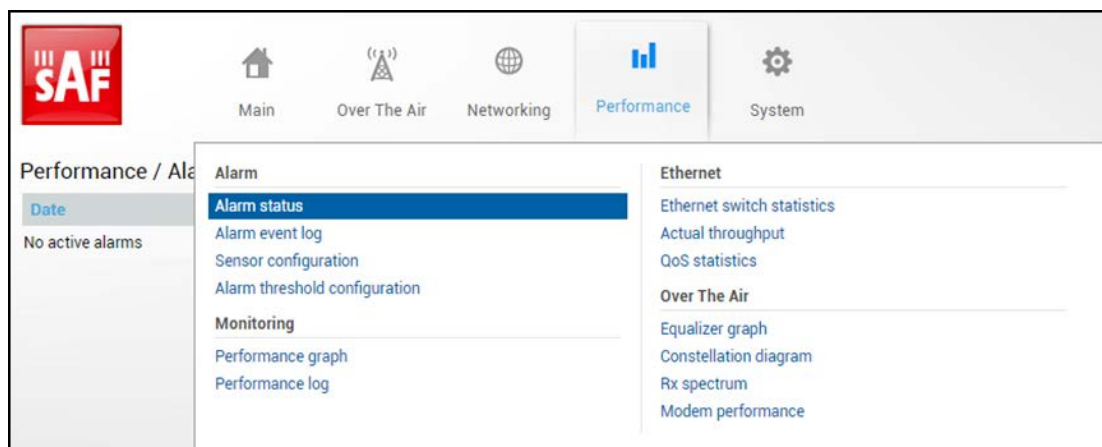 SAF
Main
Over The Air
Networking
Performance
System
Performance / Ala
Date
No active alarms
Alarm
Alarm status
Alarm event log
Sensor configuration
Alarm threshold configuration
Monitoring
Performance graph
Performance log
Ethernet
Ethernet switch statistics
Actual throughput
QoS statistics
Over The Air
Equalizer graph
Constellation diagram
Rx spectrum
Modem performance